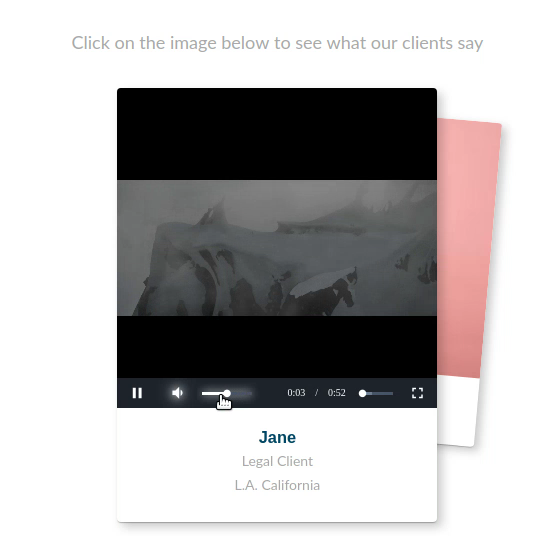 Click on the image below to see what our clients say
0:03 / 0:52
Jane
Legal Client
L.A. California